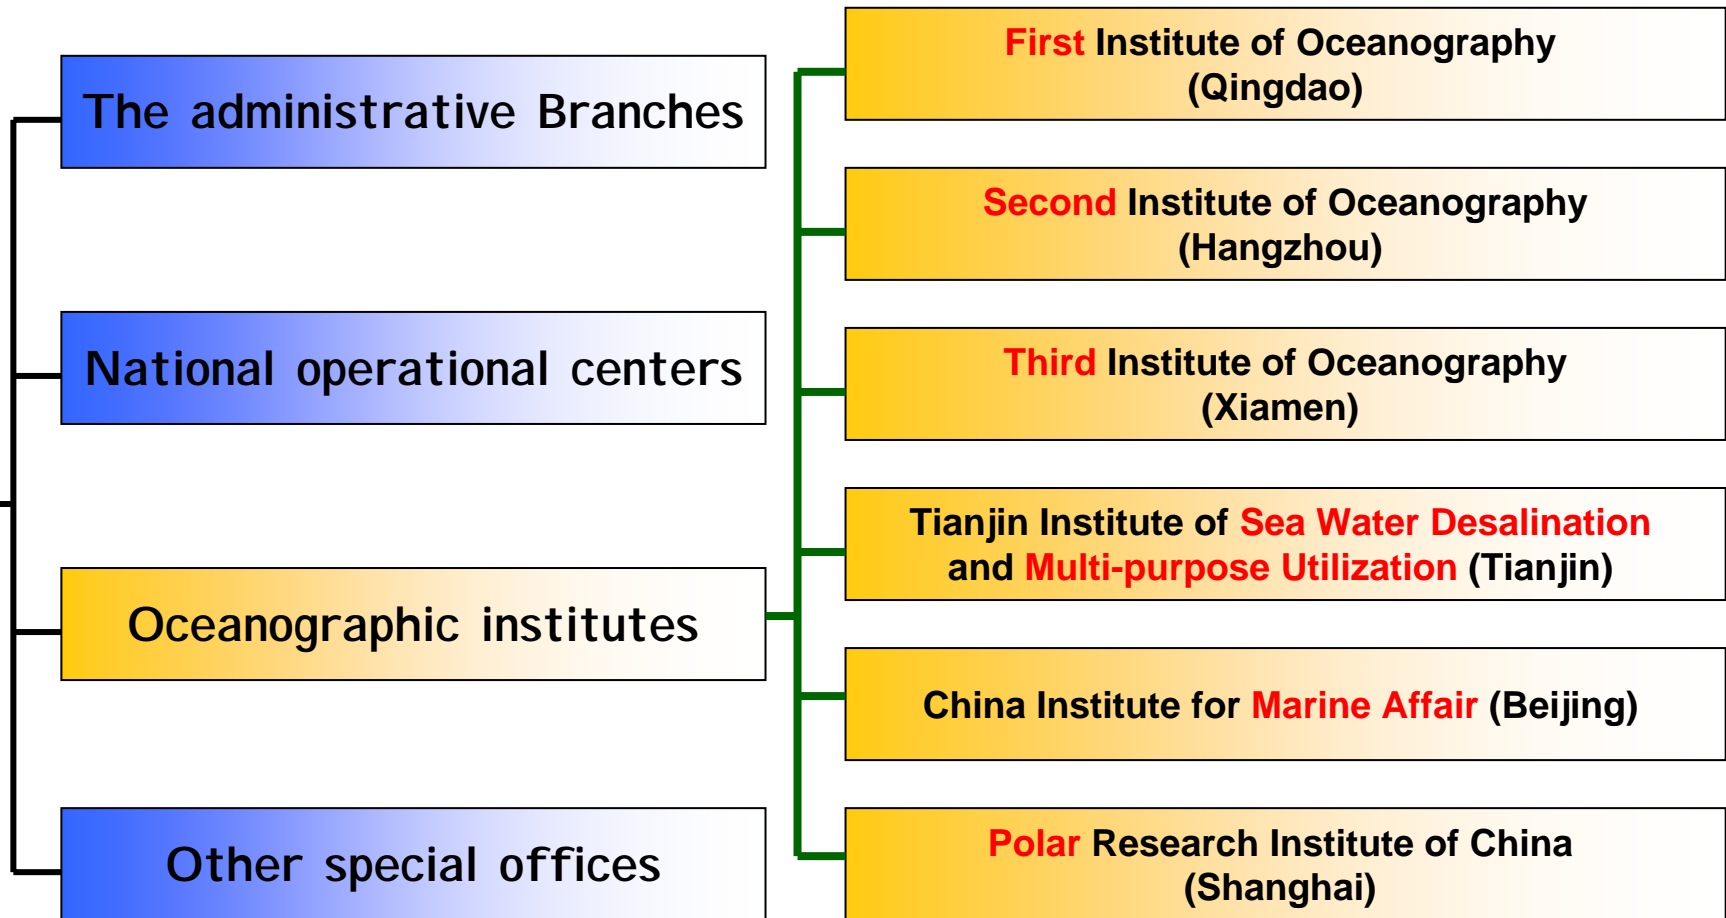 The administrative Branches
National operational centers
Oceanographic institutes
Other special offices
First Institute of Oceanography
(Qingdao)
Second Institute of Oceanography
(Hangzhou)
Third Institute of Oceanography
(Xiamen)
Tianjin Institute of Sea Water Desalination
and Multi-purpose Utilization (Tianjin)
China Institute for Marine Affair (Beijing)
Polar Research Institute of China
(Shanghai)